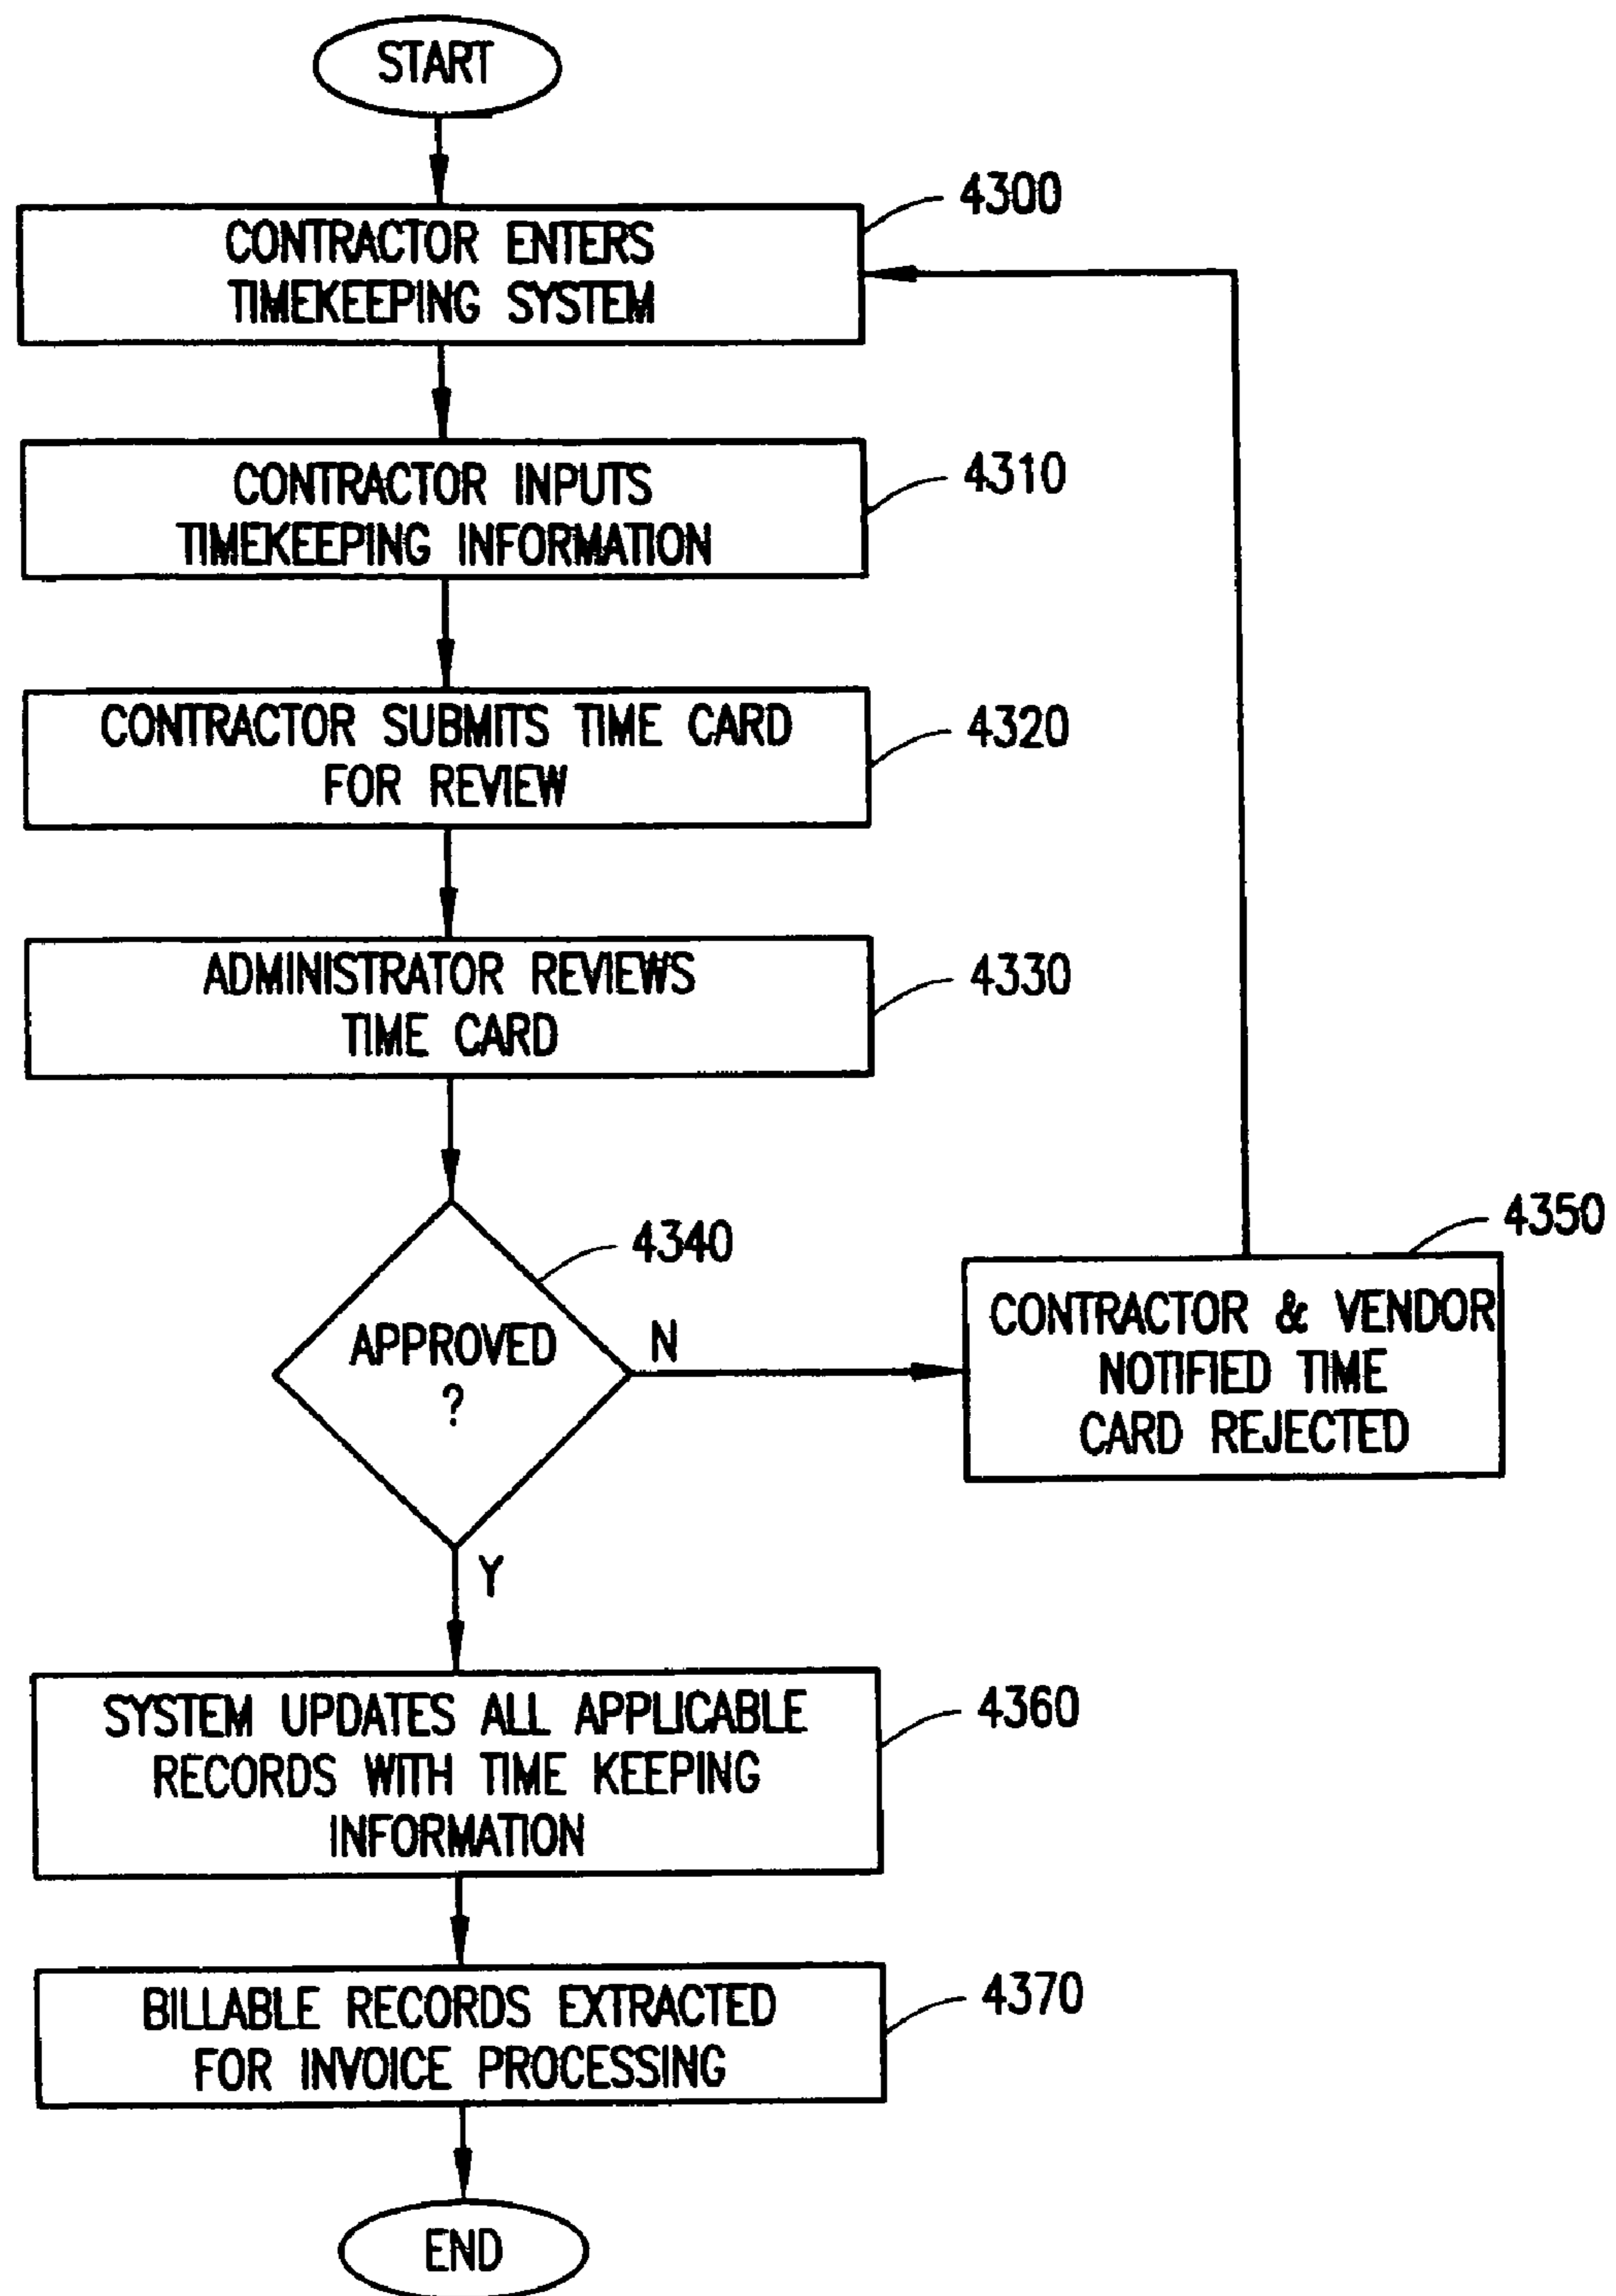 START
4300
CONTRACTOR ENTERS
TIMEKEEPING SYSTEM
4310
CONTRACTOR INPUTS
TIMEKEEPING INFORMATION
4320
CONTRACTOR SUBMITS TIME CARD
FOR REVIEW
4330
ADMINISTRATOR REVIEWS
TIME CARD
4340
APPROVED
?
N
4350
CONTRACTOR & VENDOR
NOTIFIED TIME
CARD REJECTED
Y
4360
SYSTEM UPDATES ALL APPLICABLE
RECORDS WITH TIME KEEPING
INFORMATION
4370
BILLABLE RECORDS EXTRACTED
FOR INVOICE PROCESSING
END